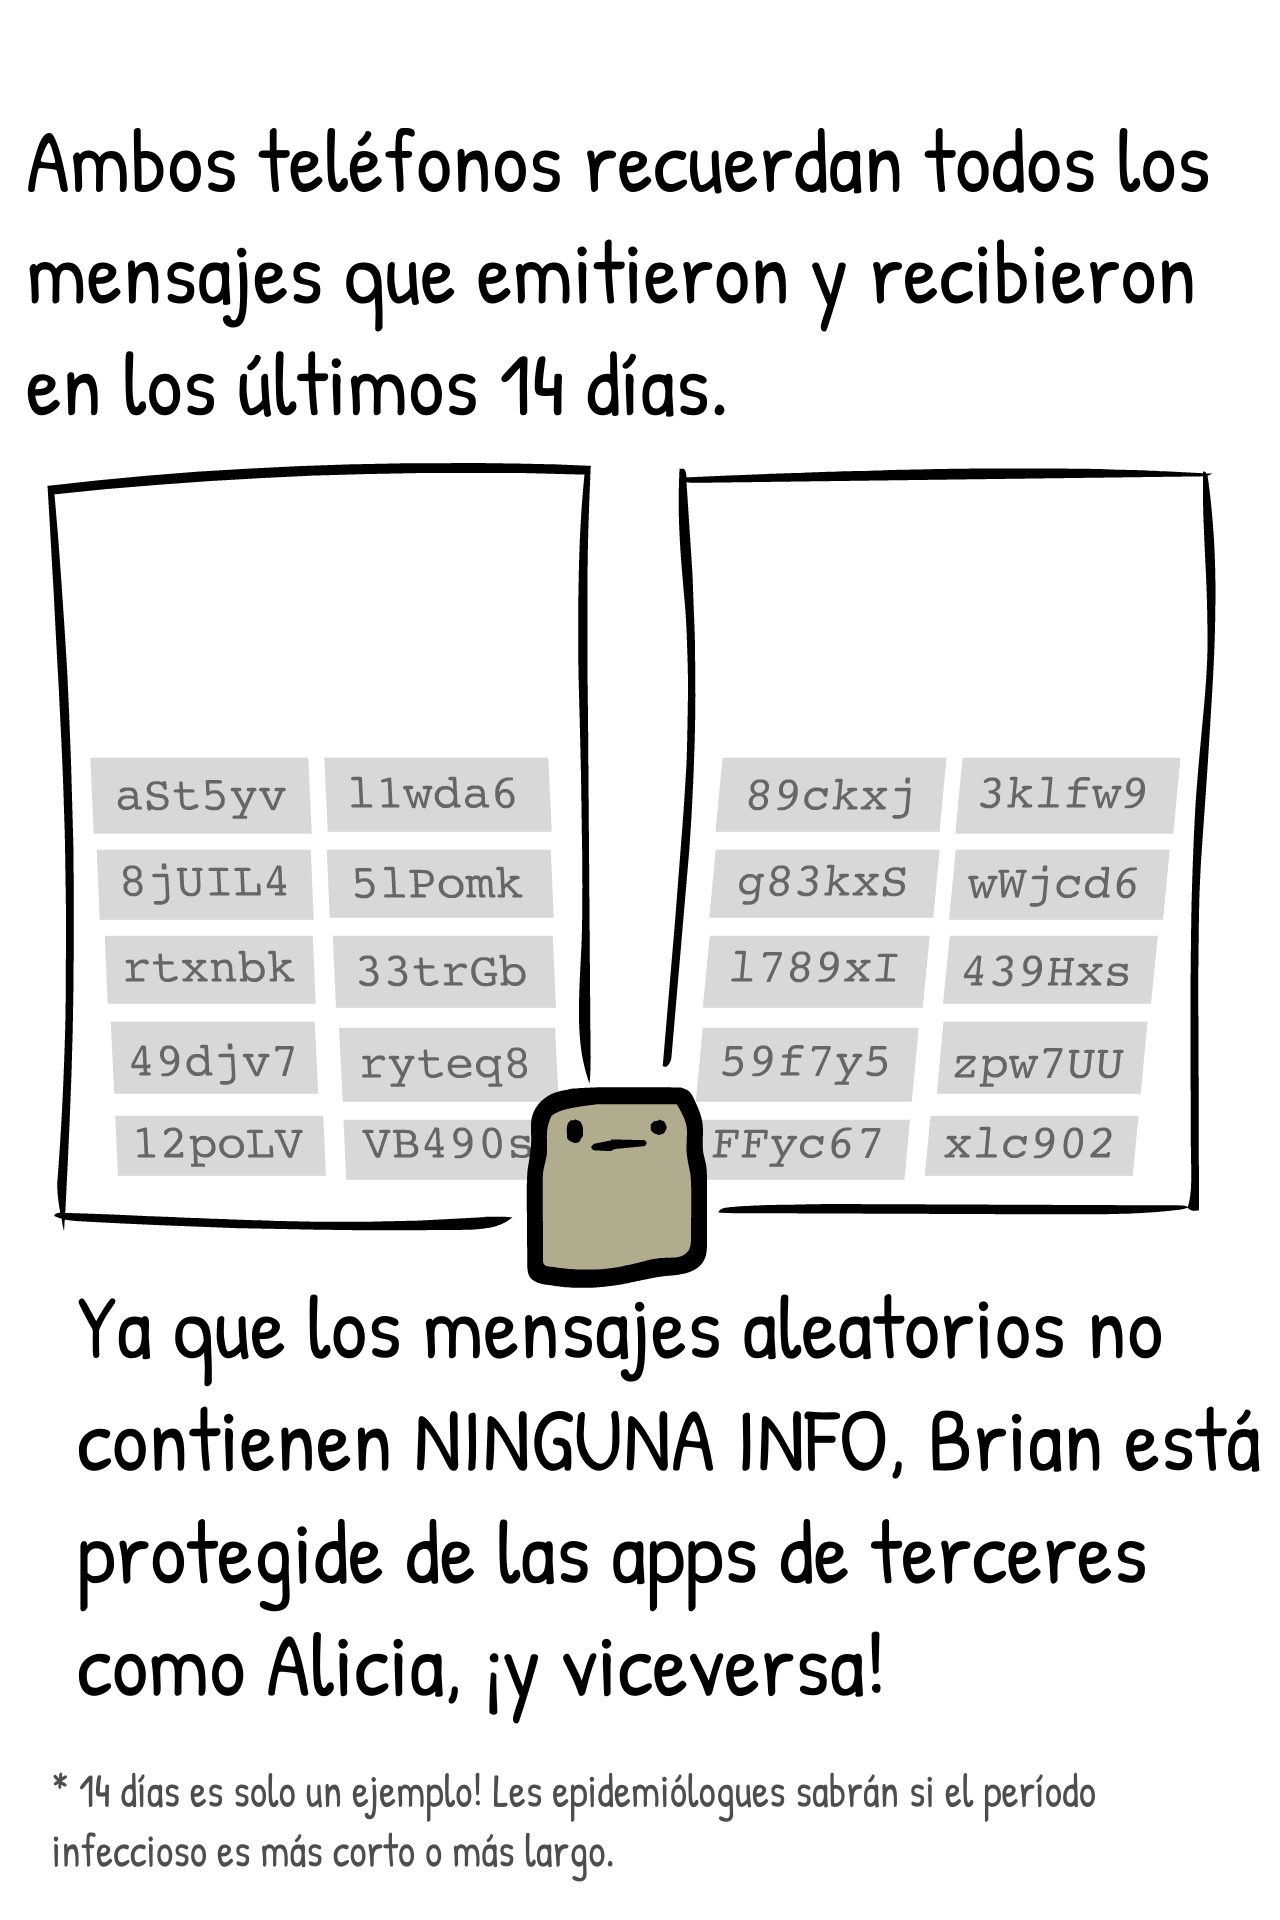 Ambos teléfonos recuerdan todos los
mensajes que emitieron y recibieron
en los últimos 14 días.
aSt5yv l1wda6
8jUIL4 5lPomk
rtxnbk 33trGb
49djv7 ryteq8
12poLV VB490s
89ckxj 3klfw9
g83kxS wWjcd6
l789xI 439Hxs
59f7y5 zpw7UU
FFyc67 xlc902
Ya que los mensajes aleatorios no
contienen NINGUNA INFO, Brian está
protegide de las apps de terceres
como Alicia, ¡y viceversa!
* 14 días es solo un ejemplo! Les epidemiólogues sabrán si el período
infeccioso es más corto o más largo.